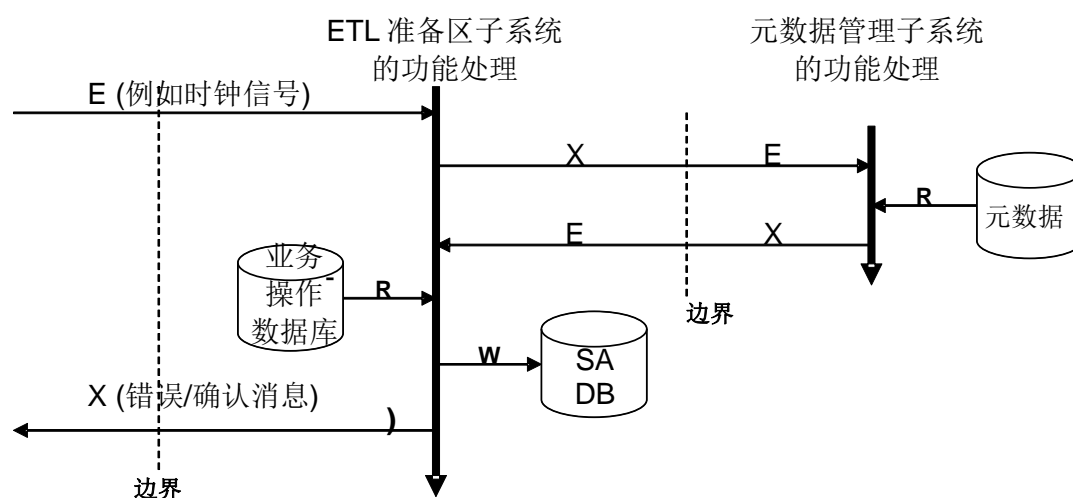 ETL 准备区子系统
的功能处理
元数据管理子系统
的功能处理
E (例如时钟信号)
X
E
R
元数据
E
X
业务-
操作
数据库
R
边界
W
SA
DB
X (错误/确认消息)
)
边界